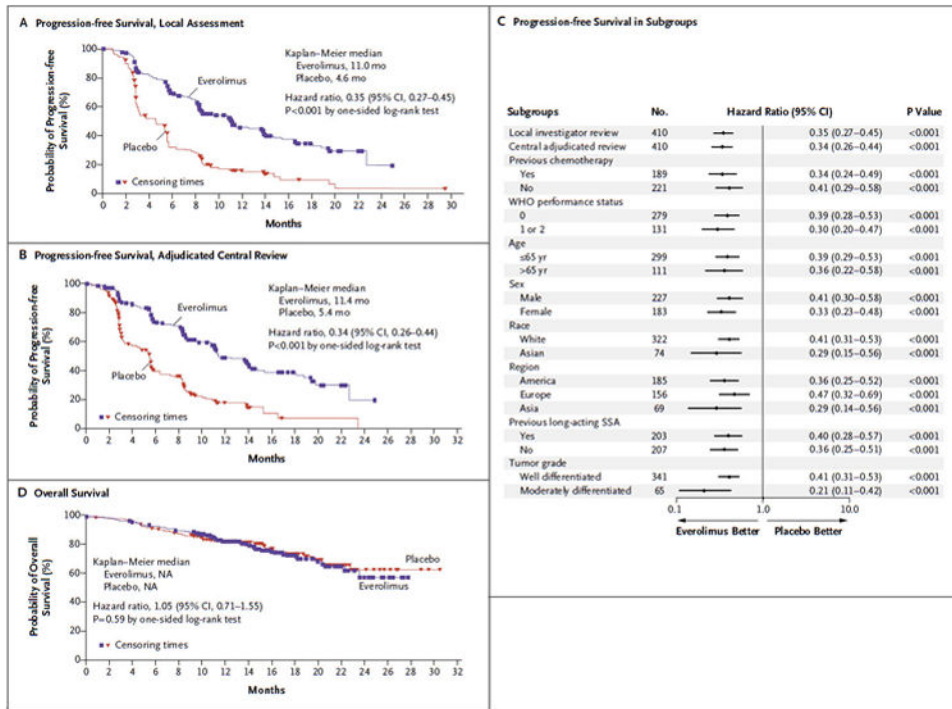 A Progression-free Survival, Local Assessment
Probability of Progression-free
Survival (%)
100
80
60
40
20
0
Kaplan–Meier median
Everolimus, 11.0 mo
Placebo, 4.6 mo
Hazard ratio, 0.35 (95% CI, 0.27–0.45)
P<0.001 by one-sided log-rank test
Everolimus
Placebo
Censoring times
0 2 4 6 8 10 12 14 16 18 20 22 24 26 28 30
Months
B Progression-free Survival, Adjudicated Central Review
Probability of Progression-free
Survival (%)
100
80
60
40
20
0
Kaplan–Meier median
Everolimus, 11.4 mo
Placebo, 5.4 mo
Hazard ratio, 0.34 (95% CI, 0.26–0.44)
P<0.001 by one-sided log-rank test
Everolimus
Placebo
Censoring times
0 2 4 6 8 10 12 14 16 18 20 22 24 26 28 30 32
Months
D Overall Survival
Probability of Overall
Survival (%)
100
80
60
40
20
0
Kaplan–Meier median
Everolimus, NA
Placebo, NA
Hazard ratio, 1.05 (95% CI, 0.71–1.55)
P=0.59 by one-sided log-rank test
Placebo
Everolimus
Censoring times
0 2 4 6 8 10 12 14 16 18 20 22 24 26 28 30 32
Months
C Progression-free Survival in Subgroups
Subgroups No. Hazard Ratio (95% CI) P Value
Local investigator review 410 0.35 (0.27–0.45) <0.001
Central adjudicated review 410 0.34 (0.26–0.44) <0.001
Previous chemotherapy
Yes 189 0.34 (0.24–0.49) <0.001
No 221 0.41 (0.29–0.58) <0.001
WHO performance status
0 279 0.39 (0.28–0.53) <0.001
1 or 2 131 0.30 (0.20–0.47) <0.001
Age
≤65 yr 299 0.39 (0.29–0.53) <0.001
>65 yr 111 0.36 (0.22–0.58) <0.001
Sex
Male 227 0.41 (0.30–0.58) <0.001
Female 183 0.33 (0.23–0.48) <0.001
Race
White 322 0.41 (0.31–0.53) <0.001
Asian 74 0.29 (0.15–0.56) <0.001
Region
America 185 0.36 (0.25–0.52) <0.001
Europe 156 0.47 (0.32–0.69) <0.001
Asia 69 0.29 (0.14–0.56) <0.001
Previous long-acting SSA
Yes 203 0.40 (0.28–0.57) <0.001
No 207 0.36 (0.25–0.51) <0.001
Tumor grade
Well differentiated 341 0.41 (0.31–0.53) <0.001
Moderately differentiated 65 0.21 (0.11–0.42) <0.001
0.1 1.0 10.0
Everolimus Better Placebo Better